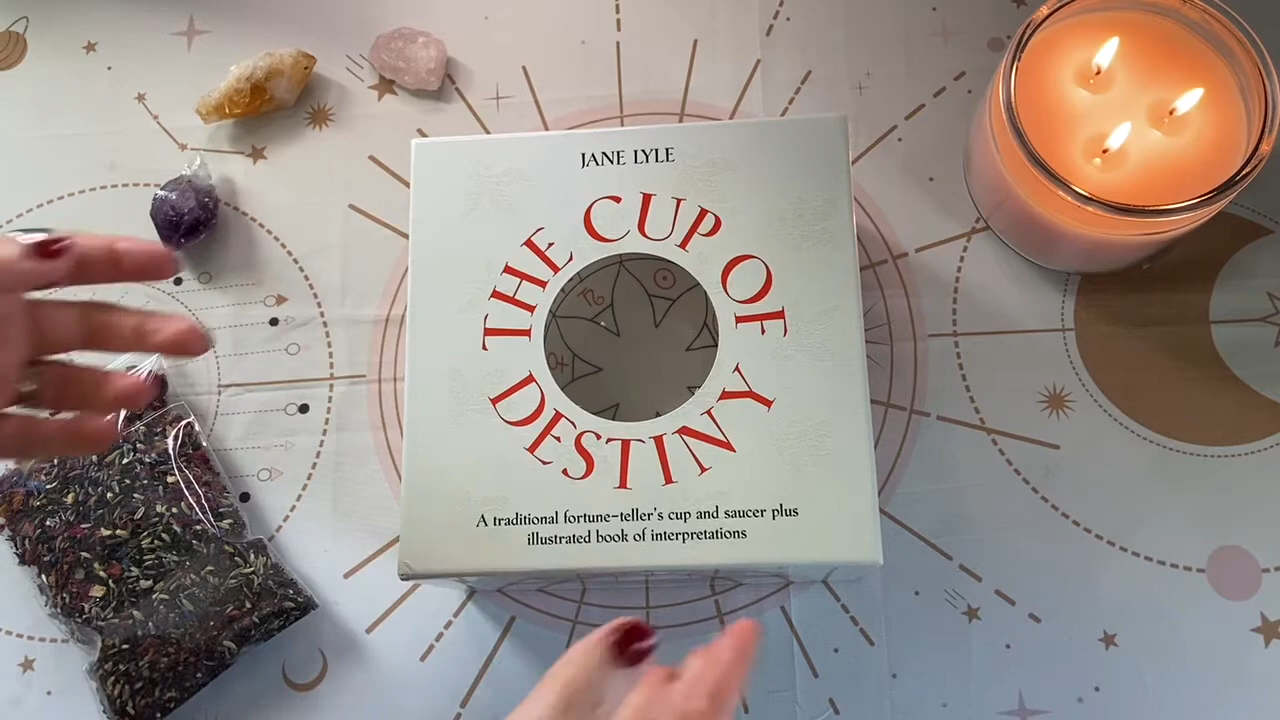 JANE LYLE
THE CUP OF
DESTINY
A traditional fortune-teller's cup and saucer plus
illustrated book of interpretations